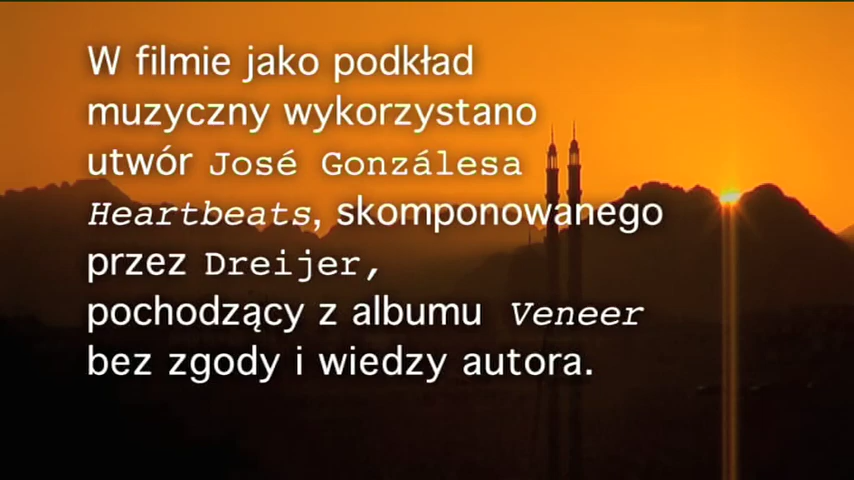 W filmie jako podkład
muzyczny wykorzystano
utwór José Gonzálesa
Heartbeats, skomponowanego
przez Dreijer,
pochodzący z albumu Veneer
bez zgody i wiedzy autora.